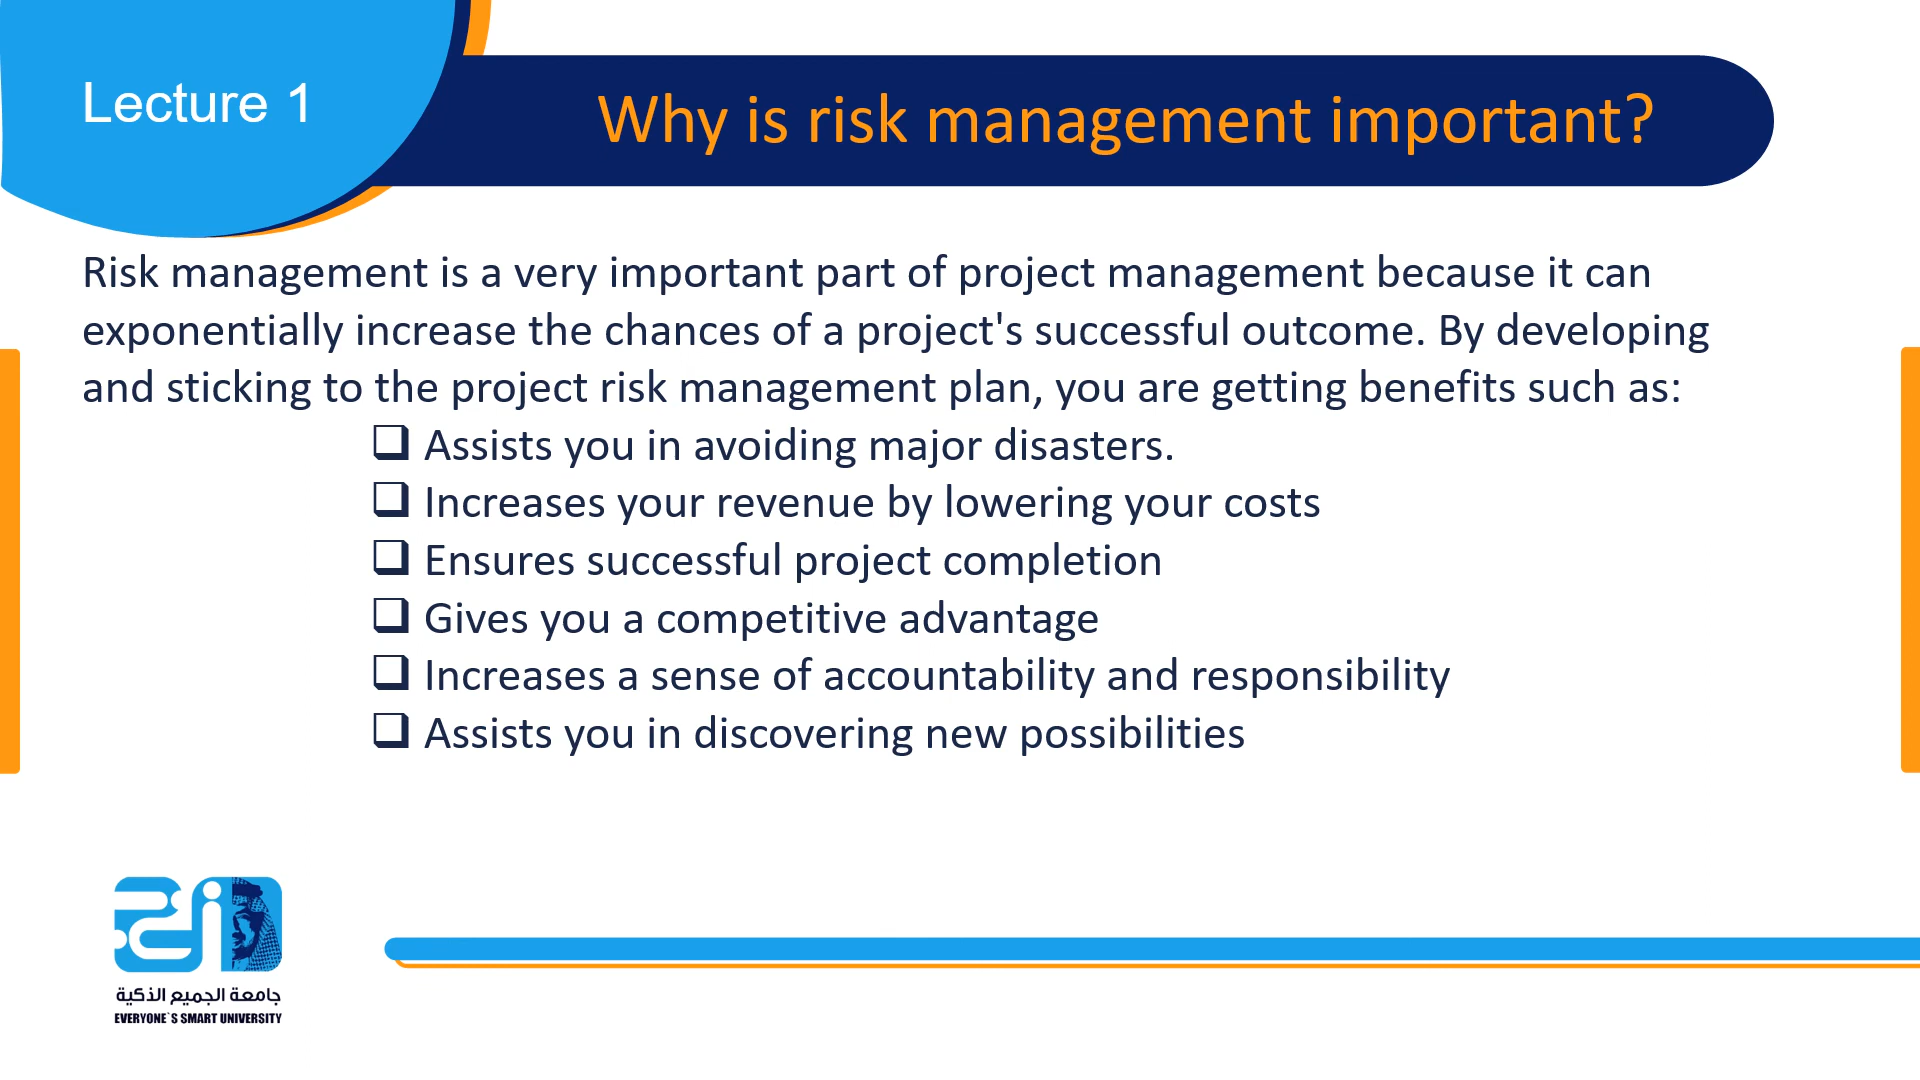 Lecture 1
Why is risk management important?
Risk management is a very important part of project management because it can
exponentially increase the chances of a project's successful outcome. By developing
and sticking to the project risk management plan, you are getting benefits such as:
❑ Assists you in avoiding major disasters.
❑ Increases your revenue by lowering your costs
❑ Ensures successful project completion
❑ Gives you a competitive advantage
❑ Increases a sense of accountability and responsibility
❑ Assists you in discovering new possibilities
جامعة الجميع الذكية
EVERYONE`S SMART UNIVERSITY